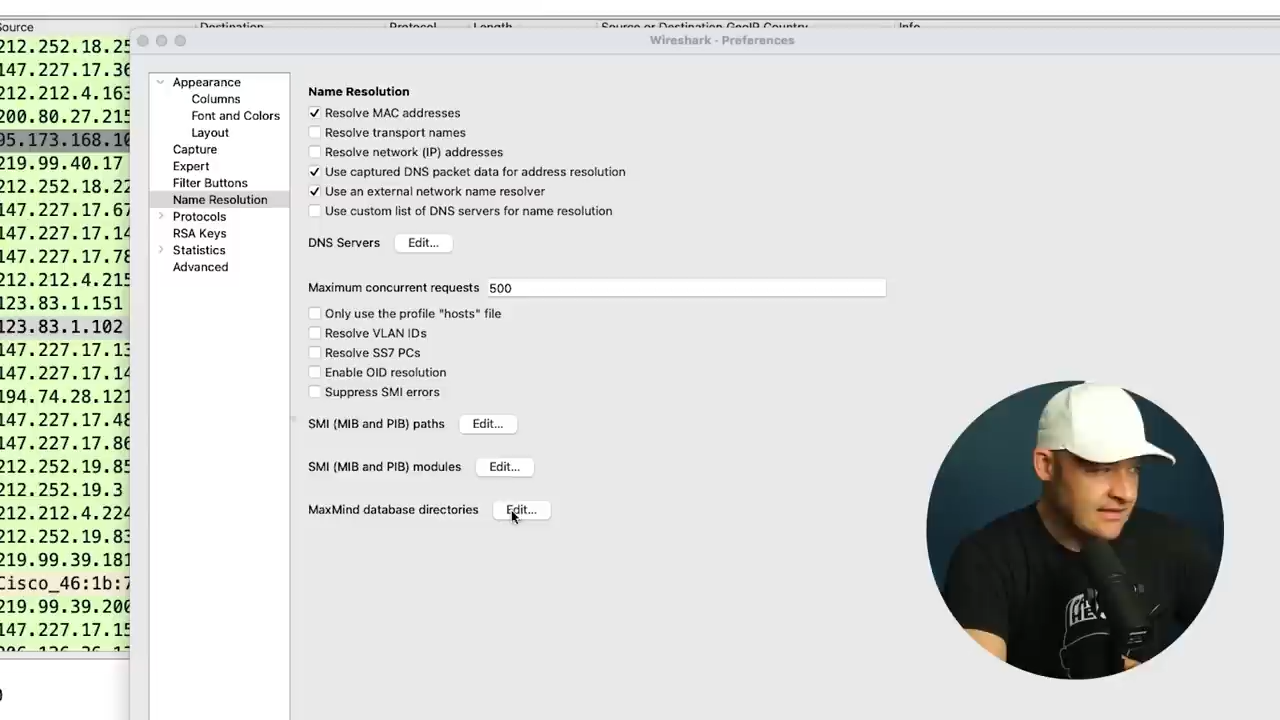 Source Destination Protocol Length Source or Destination GeoIP Country Info
Wireshark - Preferences
212.252.18.25
147.227.17.36
212.212.4.163
200.80.27.215
95.173.168.10
219.99.40.17
212.252.18.22
147.227.17.67
147.227.17.14
147.227.17.78
212.212.4.215
123.83.1.151
123.83.1.102
147.227.17.13
147.227.17.14
194.74.28.121
147.227.17.48
147.227.17.86
212.252.19.85
212.252.19.3
212.212.4.224
212.252.19.83
219.99.39.181
Cisco_46:1b:7
219.99.39.200
147.227.17.15
Appearance
Columns
Font and Colors
Layout
Capture
Expert
Filter Buttons
Name Resolution
Protocols
RSA Keys
Statistics
Advanced
Name Resolution
Resolve MAC addresses
Resolve transport names
Resolve network (IP) addresses
Use captured DNS packet data for address resolution
Use an external network name resolver
Use custom list of DNS servers for name resolution
DNS Servers Edit...
Maximum concurrent requests 500
Only use the profile "hosts" file
Resolve VLAN IDs
Resolve SS7 PCs
Enable OID resolution
Suppress SMI errors
SMI (MIB and PIB) paths Edit...
SMI (MIB and PIB) modules Edit...
MaxMind database directories Edit...